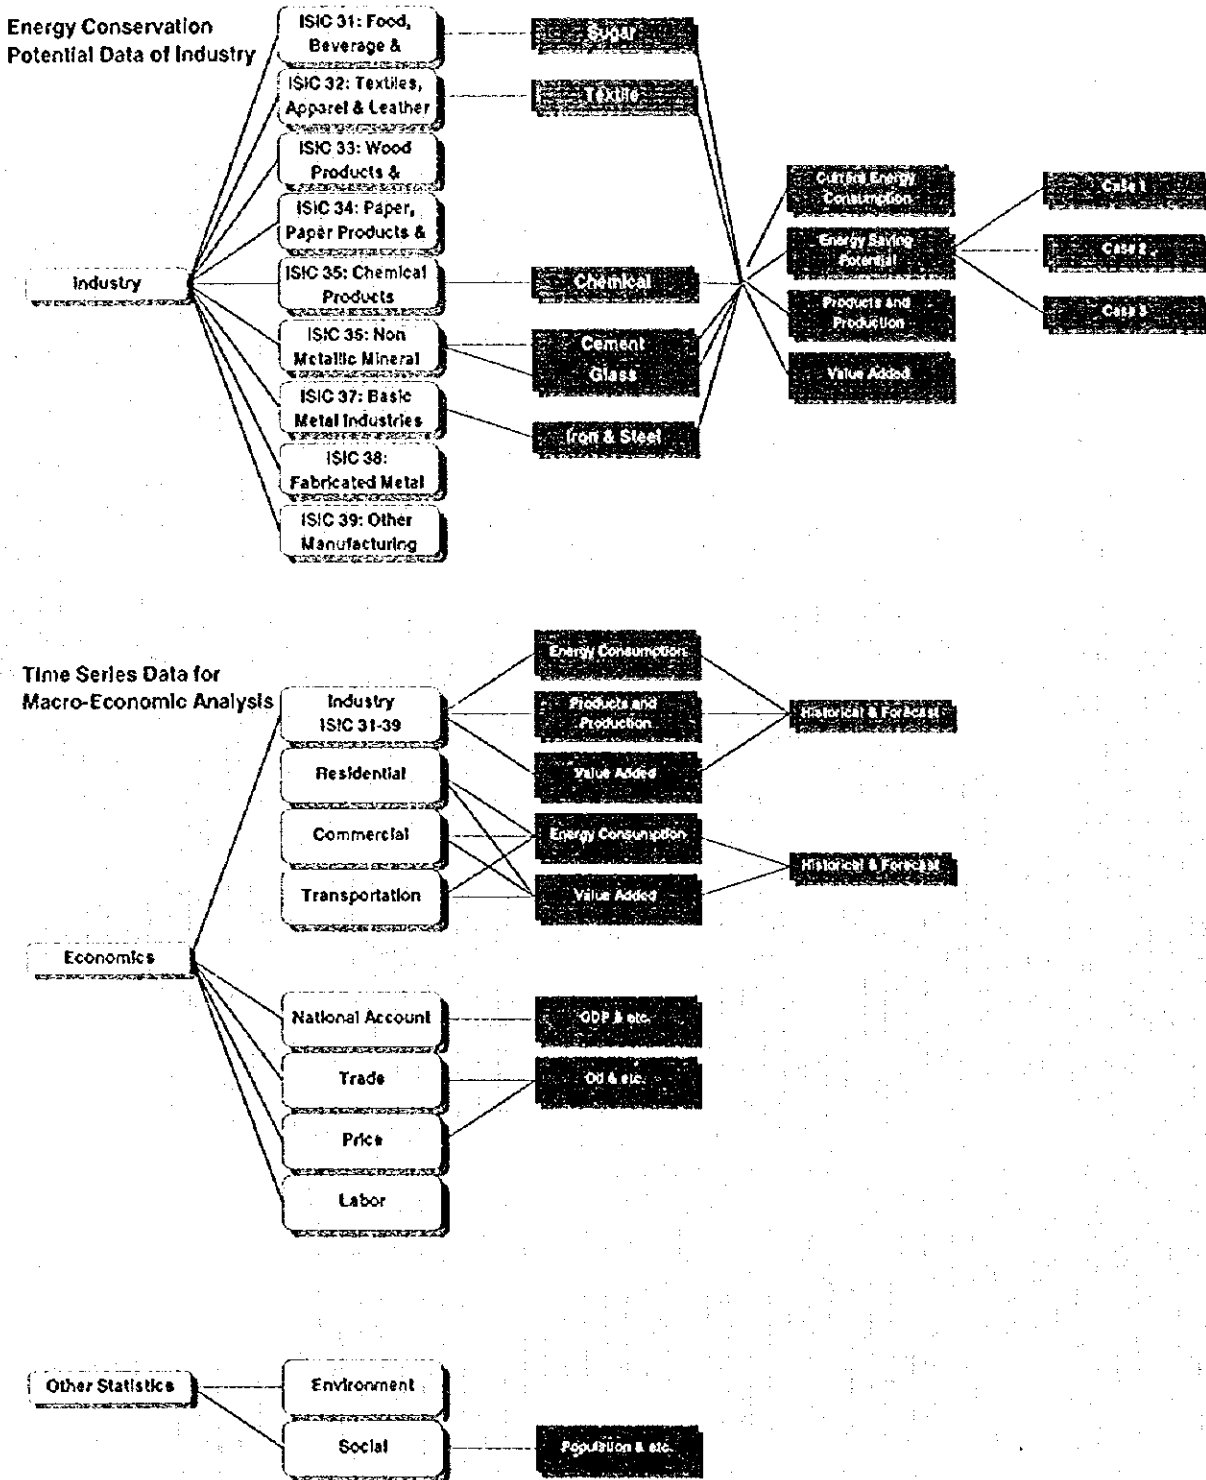 Energy Conservation
Potential Data of Industry
Industry
ISIC 31: Food,
Beverage &
ISIC 32: Textiles,
Apparel & Leather
ISIC 33: Wood
Products &
ISIC 34: Paper,
Paper Products &
ISIC 35: Chemical
Products
ISIC 35: Non
Metallic Mineral
ISIC 37: Basic
Metal Industries
ISIC 38:
Fabricated Metal
ISIC 39: Other
Manufacturing
Sugar
Textile
Chemical
Cement
Glass
Iron & Steel
Current Energy
Consumption
Energy Saving
Potential
Products and
Production
Value Added
Case 1
Case 2
Case 3
Time Series Data for
Macro-Economic Analysis
Economics
Industry
ISIC 31-39
Residential
Commercial
Transportation
Energy Consumption
Products and
Production
Value Added
Energy Consumption
Value Added
Historical & Forecast
Historical & Forecast
National Account
Trade
Price
Labor
GDP & etc.
Oil & etc.
Other Statistics
Environment
Social
Population & etc.